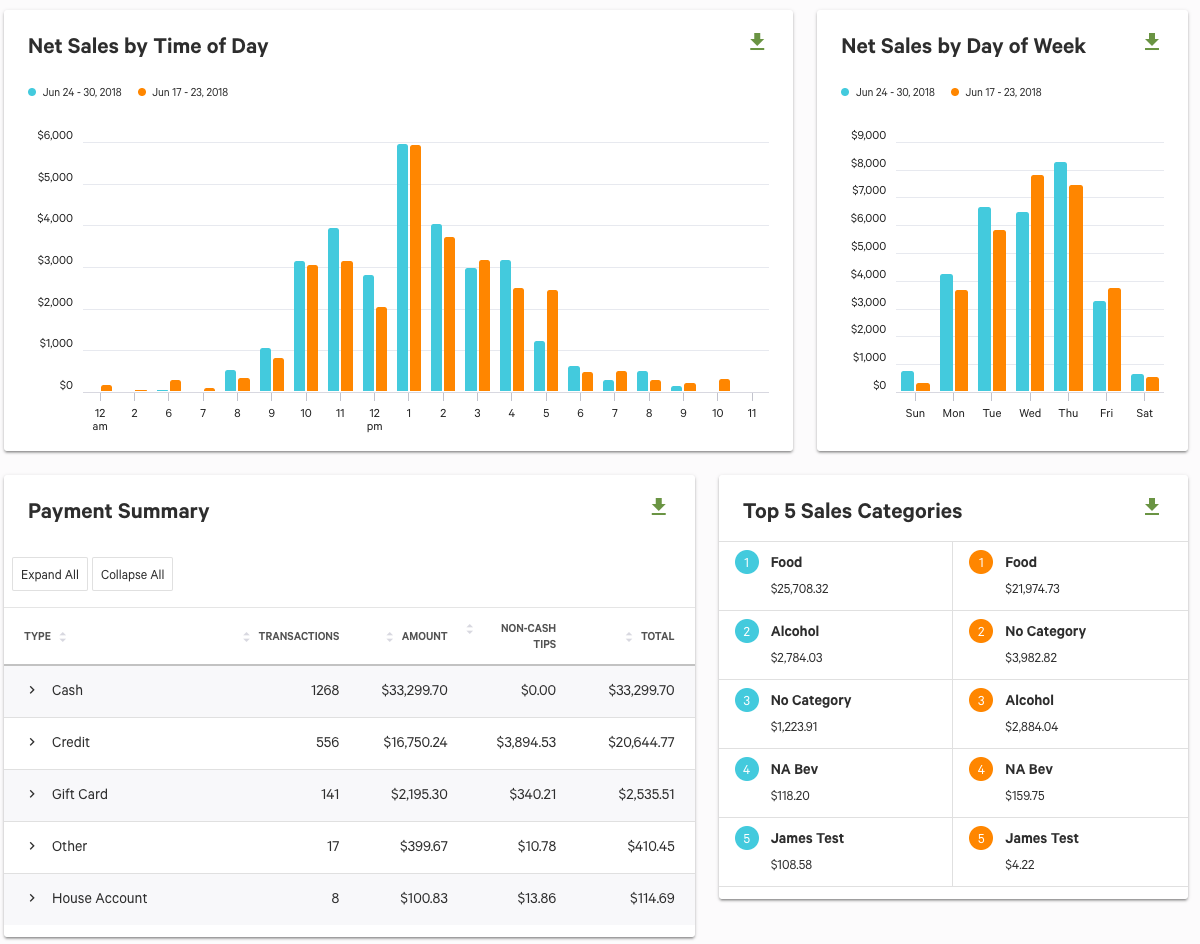 Net Sales by Time of Day
Jun 24 - 30, 2018 Jun 17 - 23, 2018
$6,000
$5,000
$4,000
$3,000
$2,000
$1,000
$0
12 am 2 6 7 8 9 10 11 12 pm 1 2 3 4 5 6 7 8 9 10 11
Net Sales by Day of Week
Jun 24 - 30, 2018 Jun 17 - 23, 2018
$9,000
$8,000
$7,000
$6,000
$5,000
$4,000
$3,000
$2,000
$1,000
$0
Sun Mon Tue Wed Thu Fri Sat
Payment Summary
Expand All Collapse All
TYPE TRANSACTIONS AMOUNT NON-CASH TIPS TOTAL
Cash 1268 $33,299.70 $0.00 $33,299.70
Credit 556 $16,750.24 $3,894.53 $20,644.77
Gift Card 141 $2,195.30 $340.21 $2,535.51
Other 17 $399.67 $10.78 $410.45
House Account 8 $100.83 $13.86 $114.69
Top 5 Sales Categories
1 Food
$25,708.32
2 Alcohol
$2,784.03
3 No Category
$1,223.91
4 NA Bev
$118.20
5 James Test
$108.58
1 Food
$21,974.73
2 No Category
$3,982.82
3 Alcohol
$2,884.04
4 NA Bev
$159.75
5 James Test
$4.22